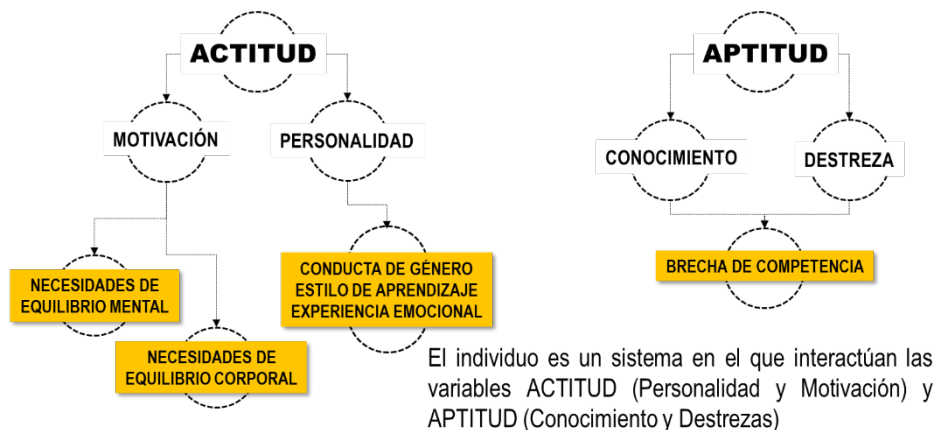 ACTITUD
MOTIVACIÓN
PERSONALIDAD
NECESIDADES DE
EQUILIBRIO MENTAL
NECESIDADES DE
EQUILIBRIO CORPORAL
CONDUCTA DE GÉNERO
ESTILO DE APRENDIZAJE
EXPERIENCIA EMOCIONAL
APTITUD
CONOCIMIENTO
DESTREZA
BRECHA DE COMPETENCIA
El individuo es un sistema en el que interactúan las
variables ACTITUD (Personalidad y Motivación) y
APTITUD (Conocimiento y Destrezas)